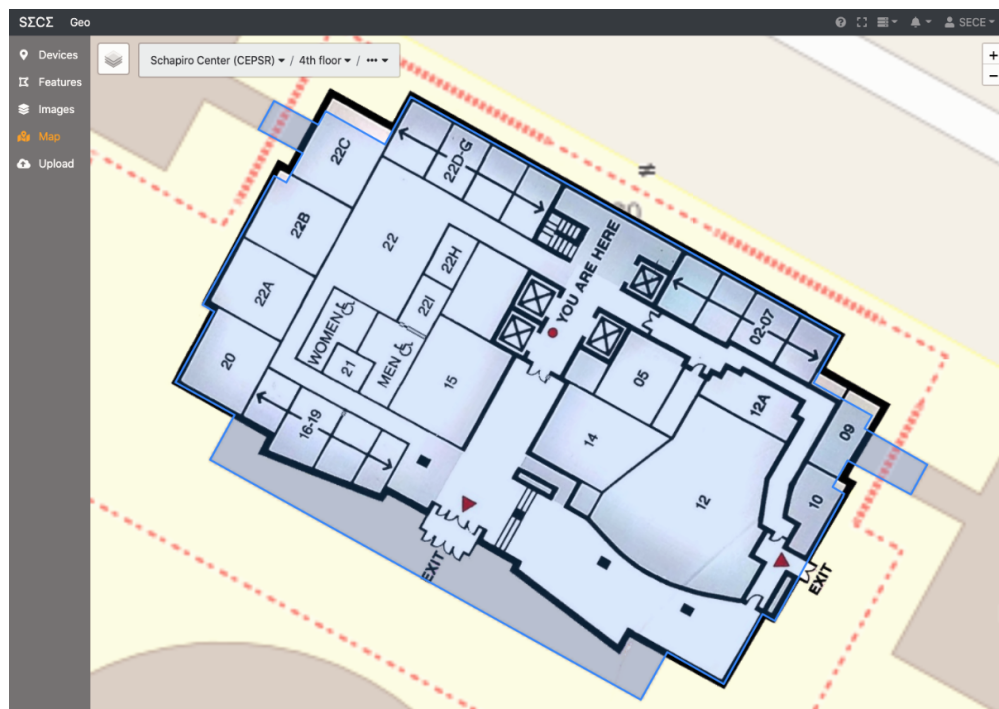 SΣCΣ Geo
SECE
Devices
Features
Images
Map
Upload
Schapiro Center (CEPSR) / 4th floor / •••
+
−
22C
22D-G
22B
22
22H
22A
22I
YOU ARE HERE
WOMEN
MEN
21
20
15
16-19
02-07
05
12A
14
09
12
10
EXIT
EXIT